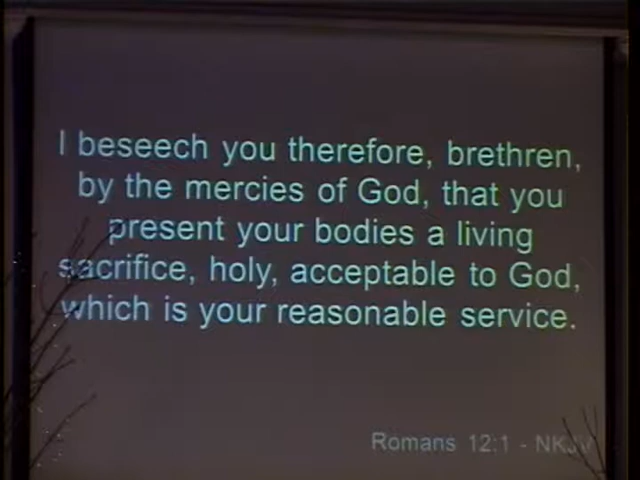 I beseech you therefore, brethren,
by the mercies of God, that you
present your bodies a living
sacrifice, holy, acceptable to God,
which is your reasonable service.
Romans 12:1 - NKJV